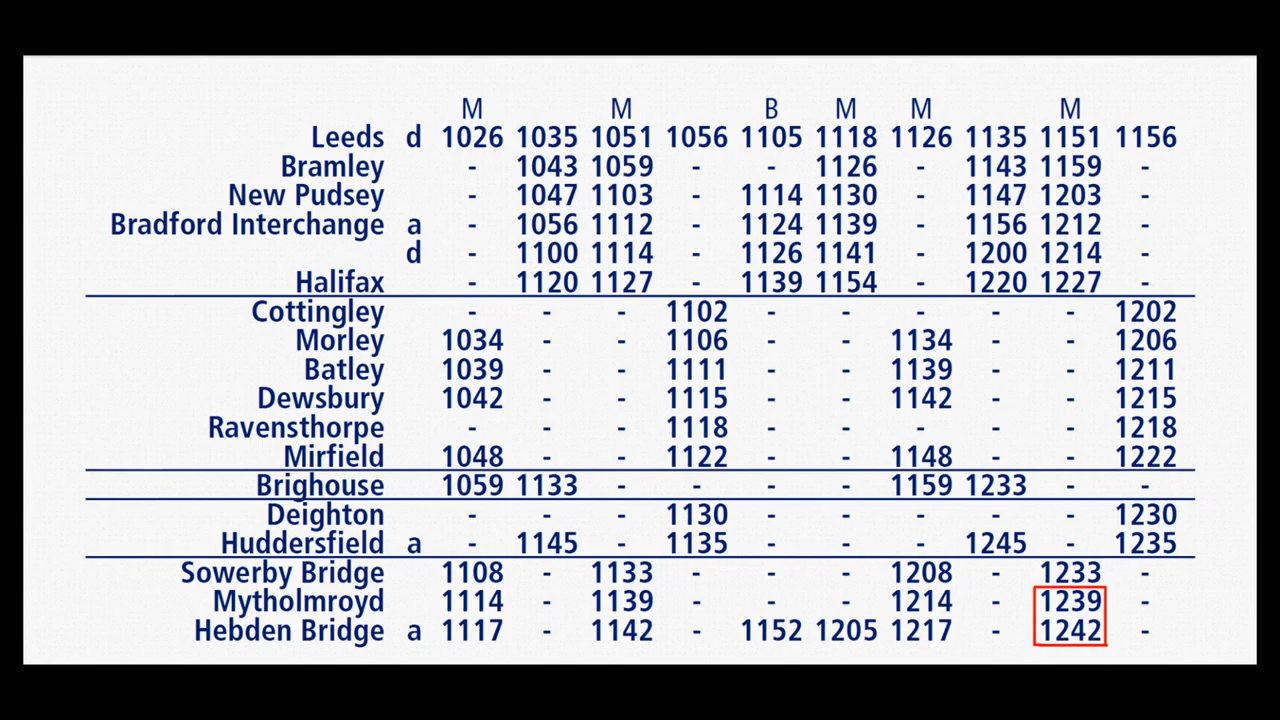 M M B M M M
Leeds d 1026 1035 1051 1056 1105 1118 1126 1135 1151 1156
Bramley - 1043 1059 - - 1126 - 1143 1159 -
New Pudsey - 1047 1103 - 1114 1130 - 1147 1203 -
Bradford Interchange a - 1056 1112 - 1124 1139 - 1156 1212 -
d - 1100 1114 - 1126 1141 - 1200 1214 -
Halifax - 1120 1127 - 1139 1154 - 1220 1227 -
Cottingley - - - 1102 - - - - - 1202
Morley 1034 - - 1106 - - 1134 - - 1206
Batley 1039 - - 1111 - - 1139 - - 1211
Dewsbury 1042 - - 1115 - - 1142 - - 1215
Ravensthorpe - - - 1118 - - - - - 1218
Mirfield 1048 - - 1122 - - 1148 - - 1222
Brighouse 1059 1133 - - - - 1159 1233 - -
Deighton - - - 1130 - - - - - 1230
Huddersfield a - 1145 - 1135 - - - 1245 - 1235
Sowerby Bridge 1108 - 1133 - - - 1208 - 1233 -
Mytholmroyd 1114 - 1139 - - - 1214 - 1239 -
Hebden Bridge a 1117 - 1142 - 1152 1205 1217 - 1242 -